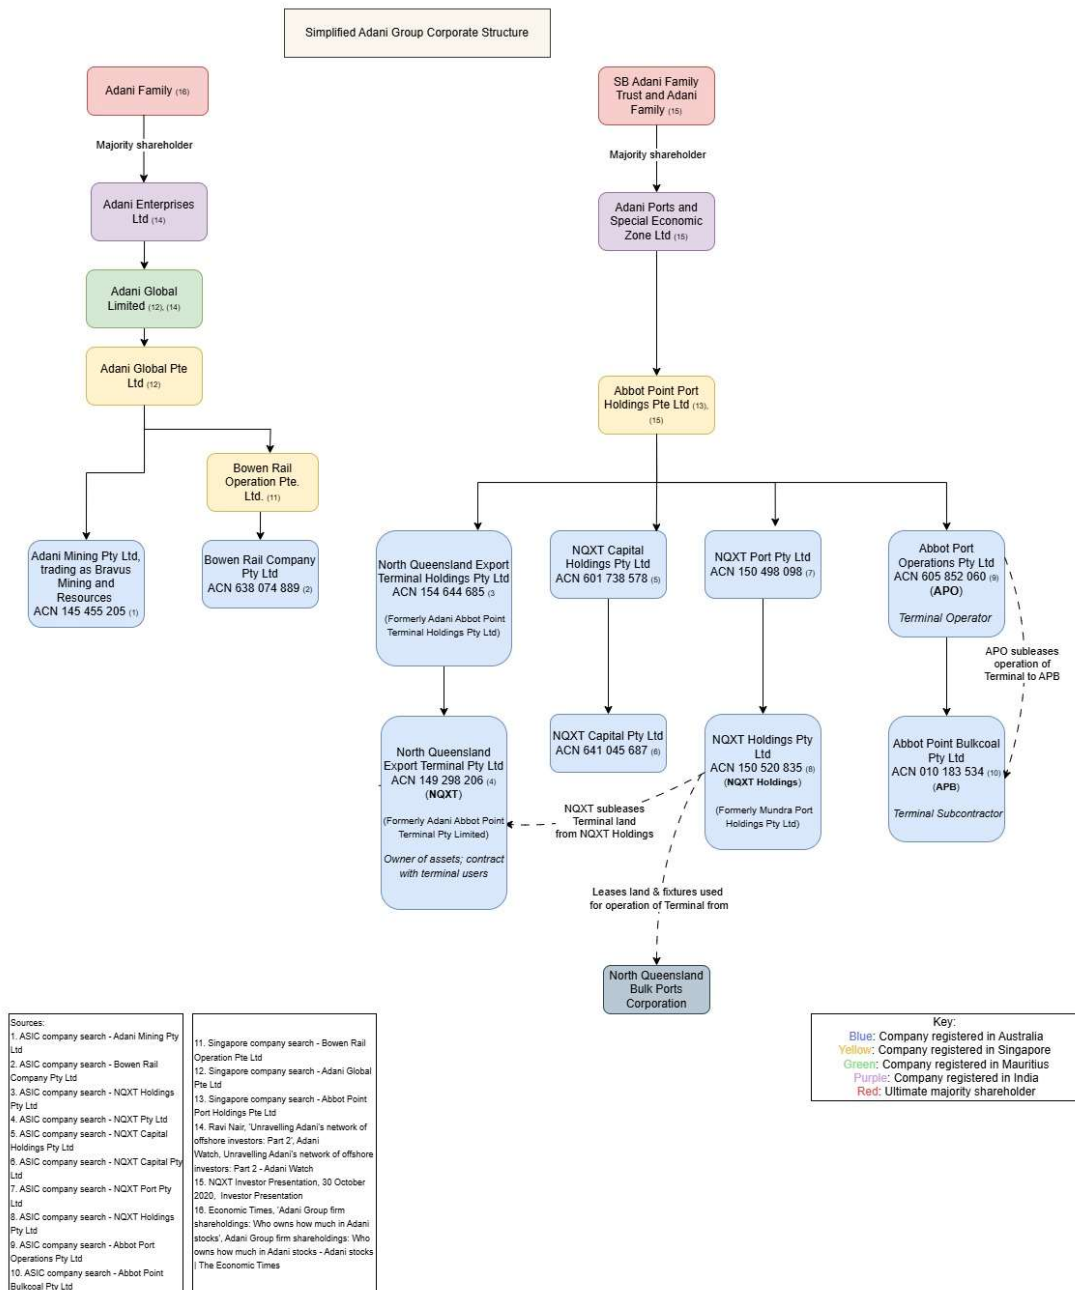 Simplified Adani Group Corporate Structure
Adani Family (16)
Majority shareholder
Adani Enterprises
Ltd (14)
Adani Global
Limited (12), (14)
Adani Global Pte
Ltd (12)
Bowen Rail
Operation Pte.
Ltd. (11)
Adani Mining Pty Ltd,
trading as Bravus
Mining and
Resources
ACN 145 455 205 (1)
Bowen Rail Company
Pty Ltd
ACN 638 074 889 (2)
SB Adani Family
Trust and Adani
Family (15)
Majority shareholder
Adani Ports and
Special Economic
Zone Ltd (15)
Abbot Point Port
Holdings Pte Ltd (13),
(15)
North Queensland Export
Terminal Holdings Pty Ltd
ACN 154 644 685 (3
(Formerly Adani Abbot Point
Terminal Holdings Pty Ltd)
NQXT Capital
Holdings Pty Ltd
ACN 601 738 578 (5)
NQXT Port Pty Ltd
ACN 150 498 098 (7)
Abbot Port
Operations Pty Ltd
ACN 605 852 060 (9)
(APO)
Terminal Operator
APO subleases
operation of
Terminal to APB
North Queensland
Export Terminal Pty Ltd
ACN 149 298 206 (4)
(NQXT)
(Formerly Adani Abbot Point
Terminal Pty Limited)
Owner of assets; contract
with terminal users
NQXT Capital Pty Ltd
ACN 641 045 687 (6)
NQXT Holdings Pty
Ltd
ACN 150 520 835 (8)
(NQXT Holdings)
(Formerly Mundra Port
Holdings Pty Ltd)
Abbot Point Bulkcoal
Pty Ltd
ACN 010 183 534 (10)
(APB)
Terminal Subcontractor
NQXT subleases
Terminal land
from NQXT Holdings
Leases land & fixtures used
for operation of Terminal from
North Queensland
Bulk Ports
Corporation
Sources:
1. ASIC company search - Adani Mining Pty
Ltd
2. ASIC company search - Bowen Rail
Company Pty Ltd
3. ASIC company search - NQXT Holdings
Pty Ltd
4. ASIC company search - NQXT Pty Ltd
5. ASIC company search - NQXT Capital
Holdings Pty Ltd
6. ASIC company search - NQXT Capital Pty
Ltd
7. ASIC company search - NQXT Port Pty
Ltd
8. ASIC company search - NQXT Holdings
Pty Ltd
9. ASIC company search - Abbot Port
Operations Pty Ltd
10. ASIC company search - Abbot Point
Bulkcoal Pty Ltd
11. Singapore company search - Bowen Rail
Operation Pte Ltd
12. Singapore company search - Adani Global
Pte Ltd
13. Singapore company search - Abbot Point
Port Holdings Pte Ltd
14. Ravi Nair, 'Unravelling Adani's network of
offshore investors: Part 2', Adani
Watch, Unravelling Adani's network of offshore
investors: Part 2 - Adani Watch
15. NQXT Investor Presentation, 30 October
2020, Investor Presentation
16. Economic Times, 'Adani Group firm
shareholdings: Who owns how much in Adani
stocks', Adani Group firm shareholdings: Who
owns how much in Adani stocks - Adani stocks
| The Economic Times
Key:
Blue: Company registered in Australia
Yellow: Company registered in Singapore
Green: Company registered in Mauritius
Purple: Company registered in India
Red: Ultimate majority shareholder